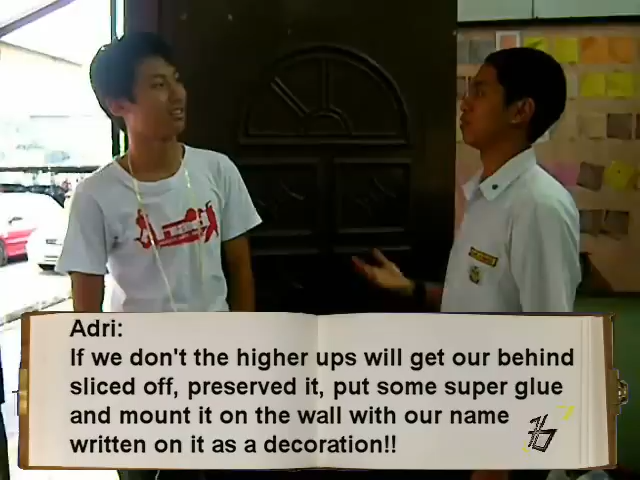 Adri:
If we don't the higher ups will get our behind
sliced off, preserved it, put some super glue
and mount it on the wall with our name
written on it as a decoration!!